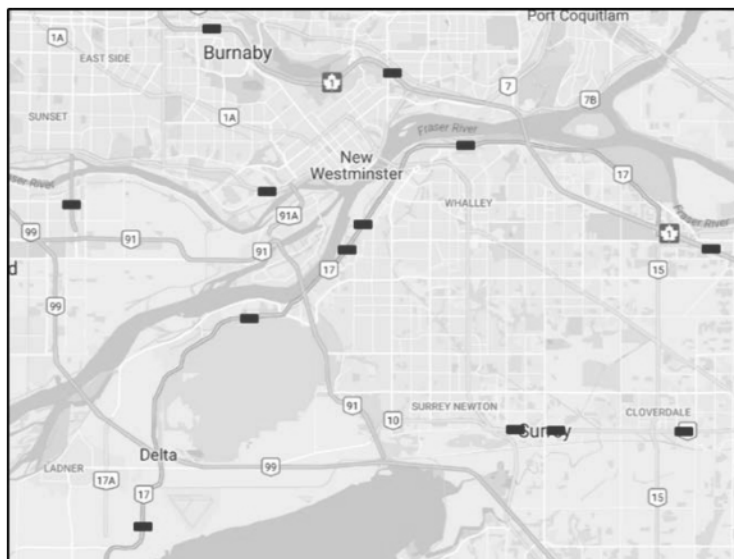 Port Coquitlam
1A
Burnaby
EAST SIDE
1
7
7B
1A
SUNSET
Fraser River
New
Westminster
17
WHALLEY
91A
Fraser River
99
91
91
1
17
15
99
SURREY NEWTON
91
10
CLOVERDALE
Surrey
Delta
LADNER
99
17A
17
15